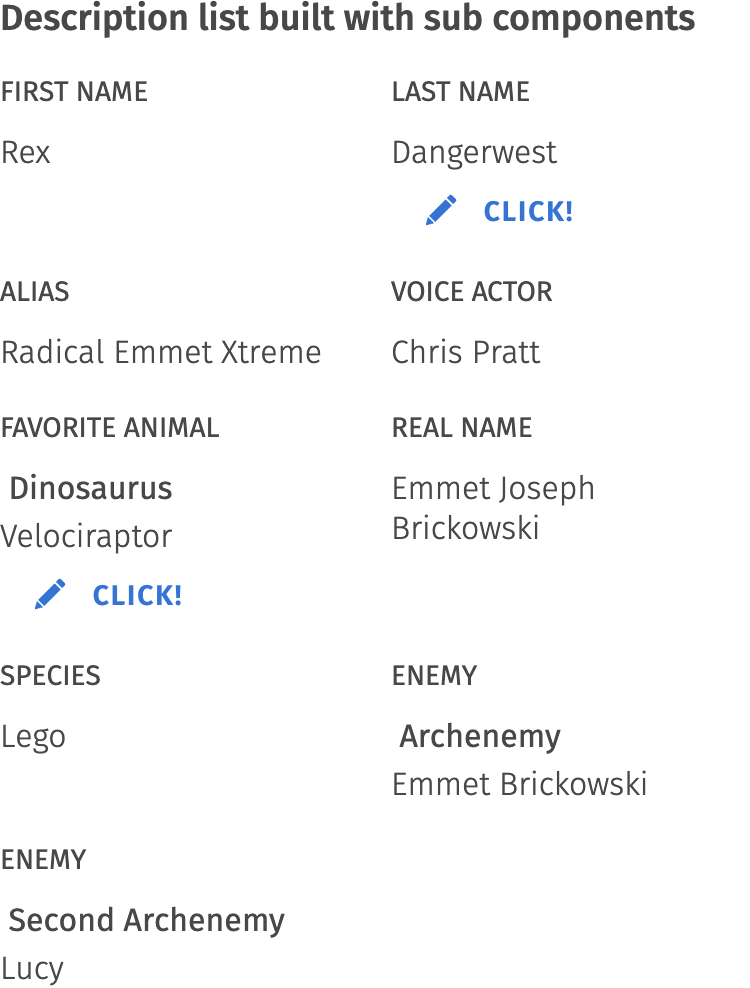 Description list built with sub components
FIRST NAME
Rex
LAST NAME
Dangerwest
CLICK!
ALIAS
Radical Emmet Xtreme
VOICE ACTOR
Chris Pratt
FAVORITE ANIMAL
Dinosaurus
Velociraptor
CLICK!
REAL NAME
Emmet Joseph
Brickowski
SPECIES
Lego
ENEMY
Archenemy
Emmet Brickowski
ENEMY
Second Archenemy
Lucy